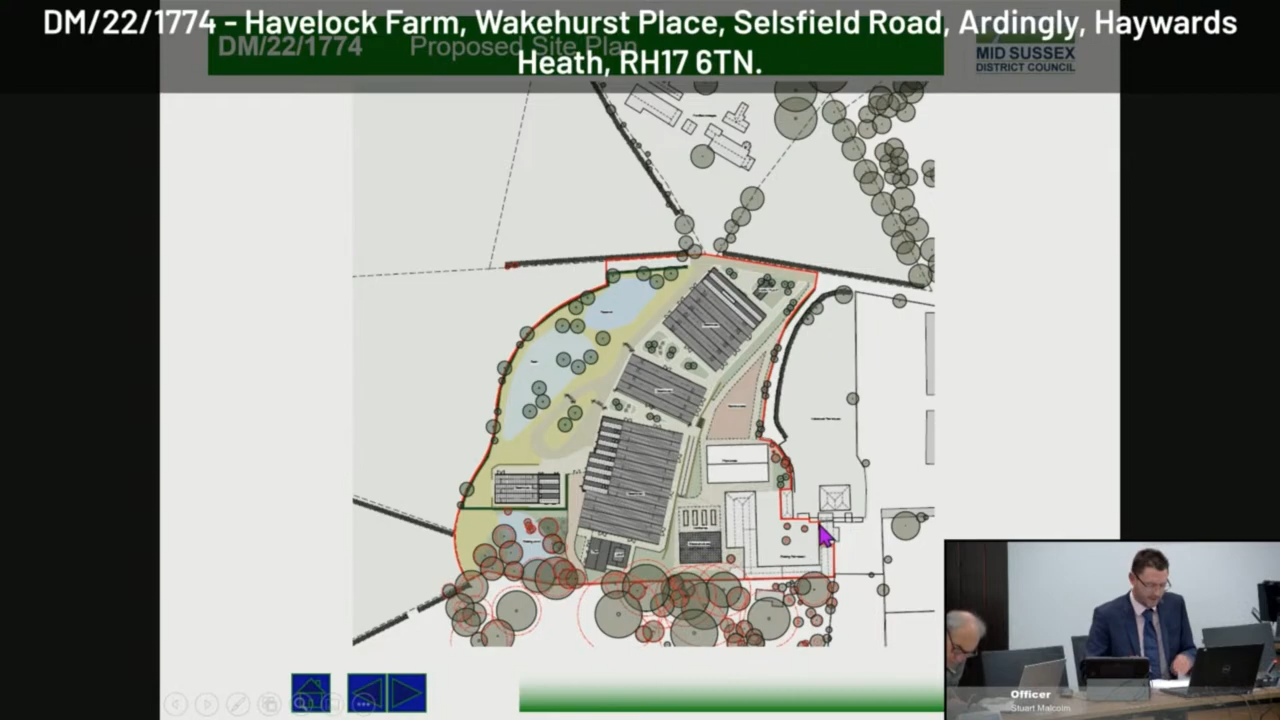 DM/22/1774 - Havelock Farm, Wakehurst Place, Selsfield Road, Ardingly, Haywards
Heath, RH17 6TN.
DM/22/1774 Proposed Site Plan
MID SUSSEX
DISTRICT COUNCIL
Officer
Stuart Malcolm